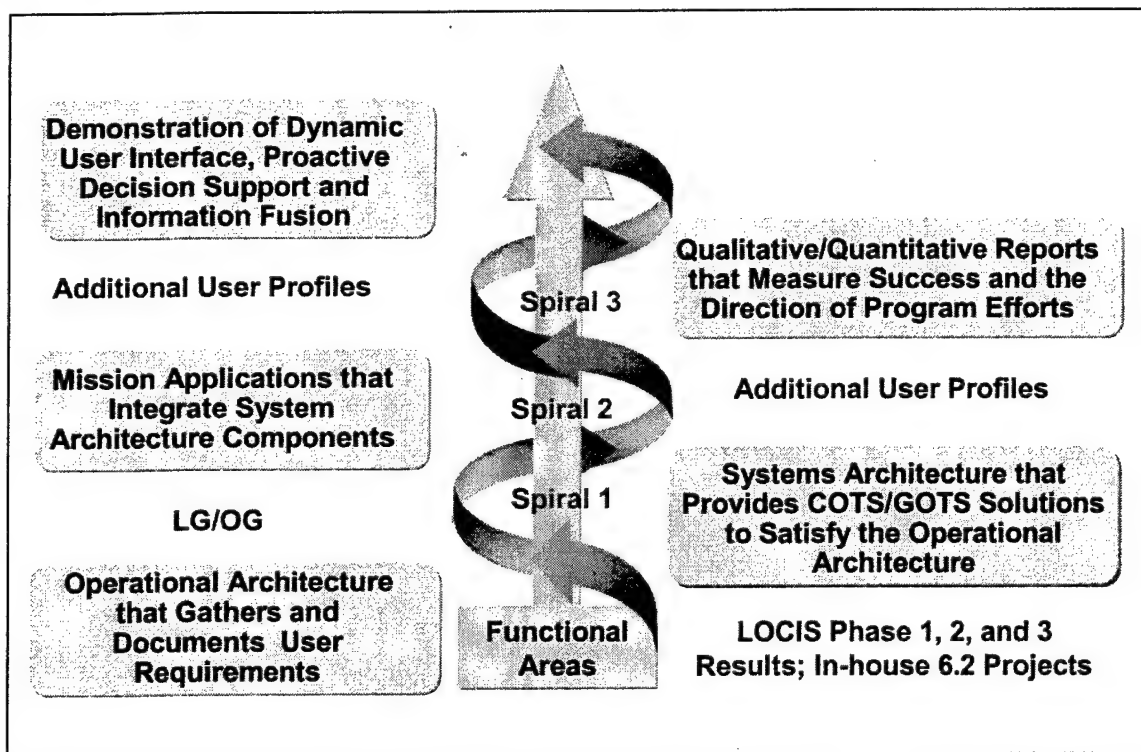 Demonstration of Dynamic
User Interface, Proactive
Decision Support and
Information Fusion
Additional User Profiles
Mission Applications that
Integrate System
Architecture Components
LG/OG
Operational Architecture
that Gathers and
Documents User
Requirements
Spiral 3
Spiral 2
Spiral 1
Functional
Areas
Qualitative/Quantitative Reports
that Measure Success and the
Direction of Program Efforts
Additional User Profiles
Systems Architecture that
Provides COTS/GOTS Solutions
to Satisfy the Operational
Architecture
LOCIS Phase 1, 2, and 3
Results; In-house 6.2 Projects